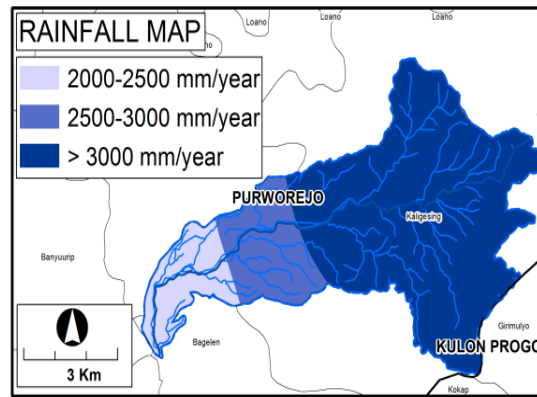 Loano
Loano
Loano
RAINFALL MAP
Loano
2000-2500 mm/year
2500-3000 mm/year
> 3000 mm/year
PURWOREJO
Kaligesing
Banyuurip
Girimulyo
Bagelen
KULON PROGO
3 Km
Kokap